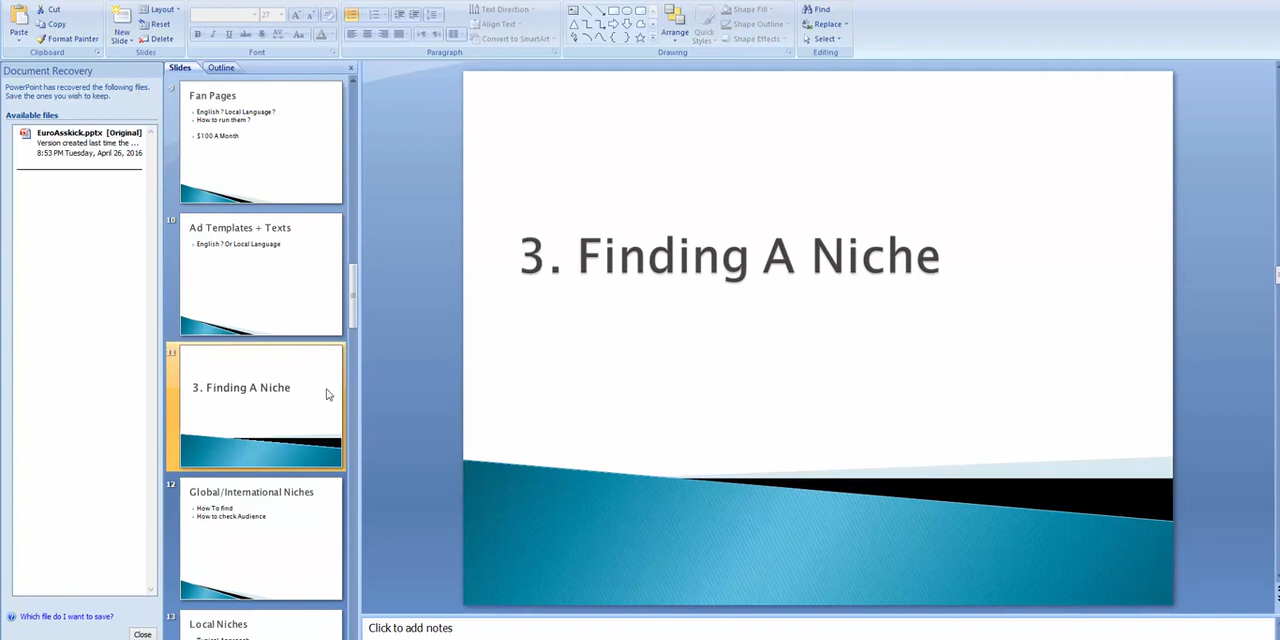 Cut
Copy
Format Painter
Paste
Clipboard
New
Slide
Layout
Reset
Delete
Slides
27
B I U abc S AV Aa A
Font
Text Direction
Align Text
Convert to SmartArt
Paragraph
Arrange
Quick
Styles
Shape Fill
Shape Outline
Shape Effects
Drawing
Find
Replace
Select
Editing
Document Recovery
PowerPoint has recovered the following files.
Save the ones you wish to keep.
Available files
EuroAsskick.pptx [Original]
Version created last time the ...
8:53 PM Tuesday, April 26, 2016
Which file do I want to save?
Close
Slides
Outline
9
Fan Pages
English ? Local Language ?
How to run them ?
$100 A Month
10
Ad Templates + Texts
English ? Or Local Language
11
3. Finding A Niche
12
Global/International Niches
How To find
How to check Audience
13
Local Niches
3. Finding A Niche
Click to add notes